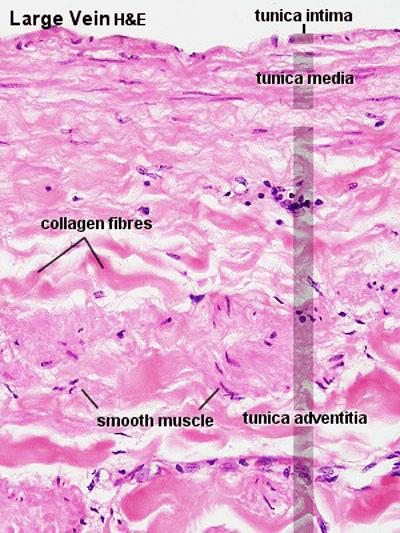 Large Vein H&E
tunica intima
tunica media
collagen fibres
smooth muscle
tunica adventitia